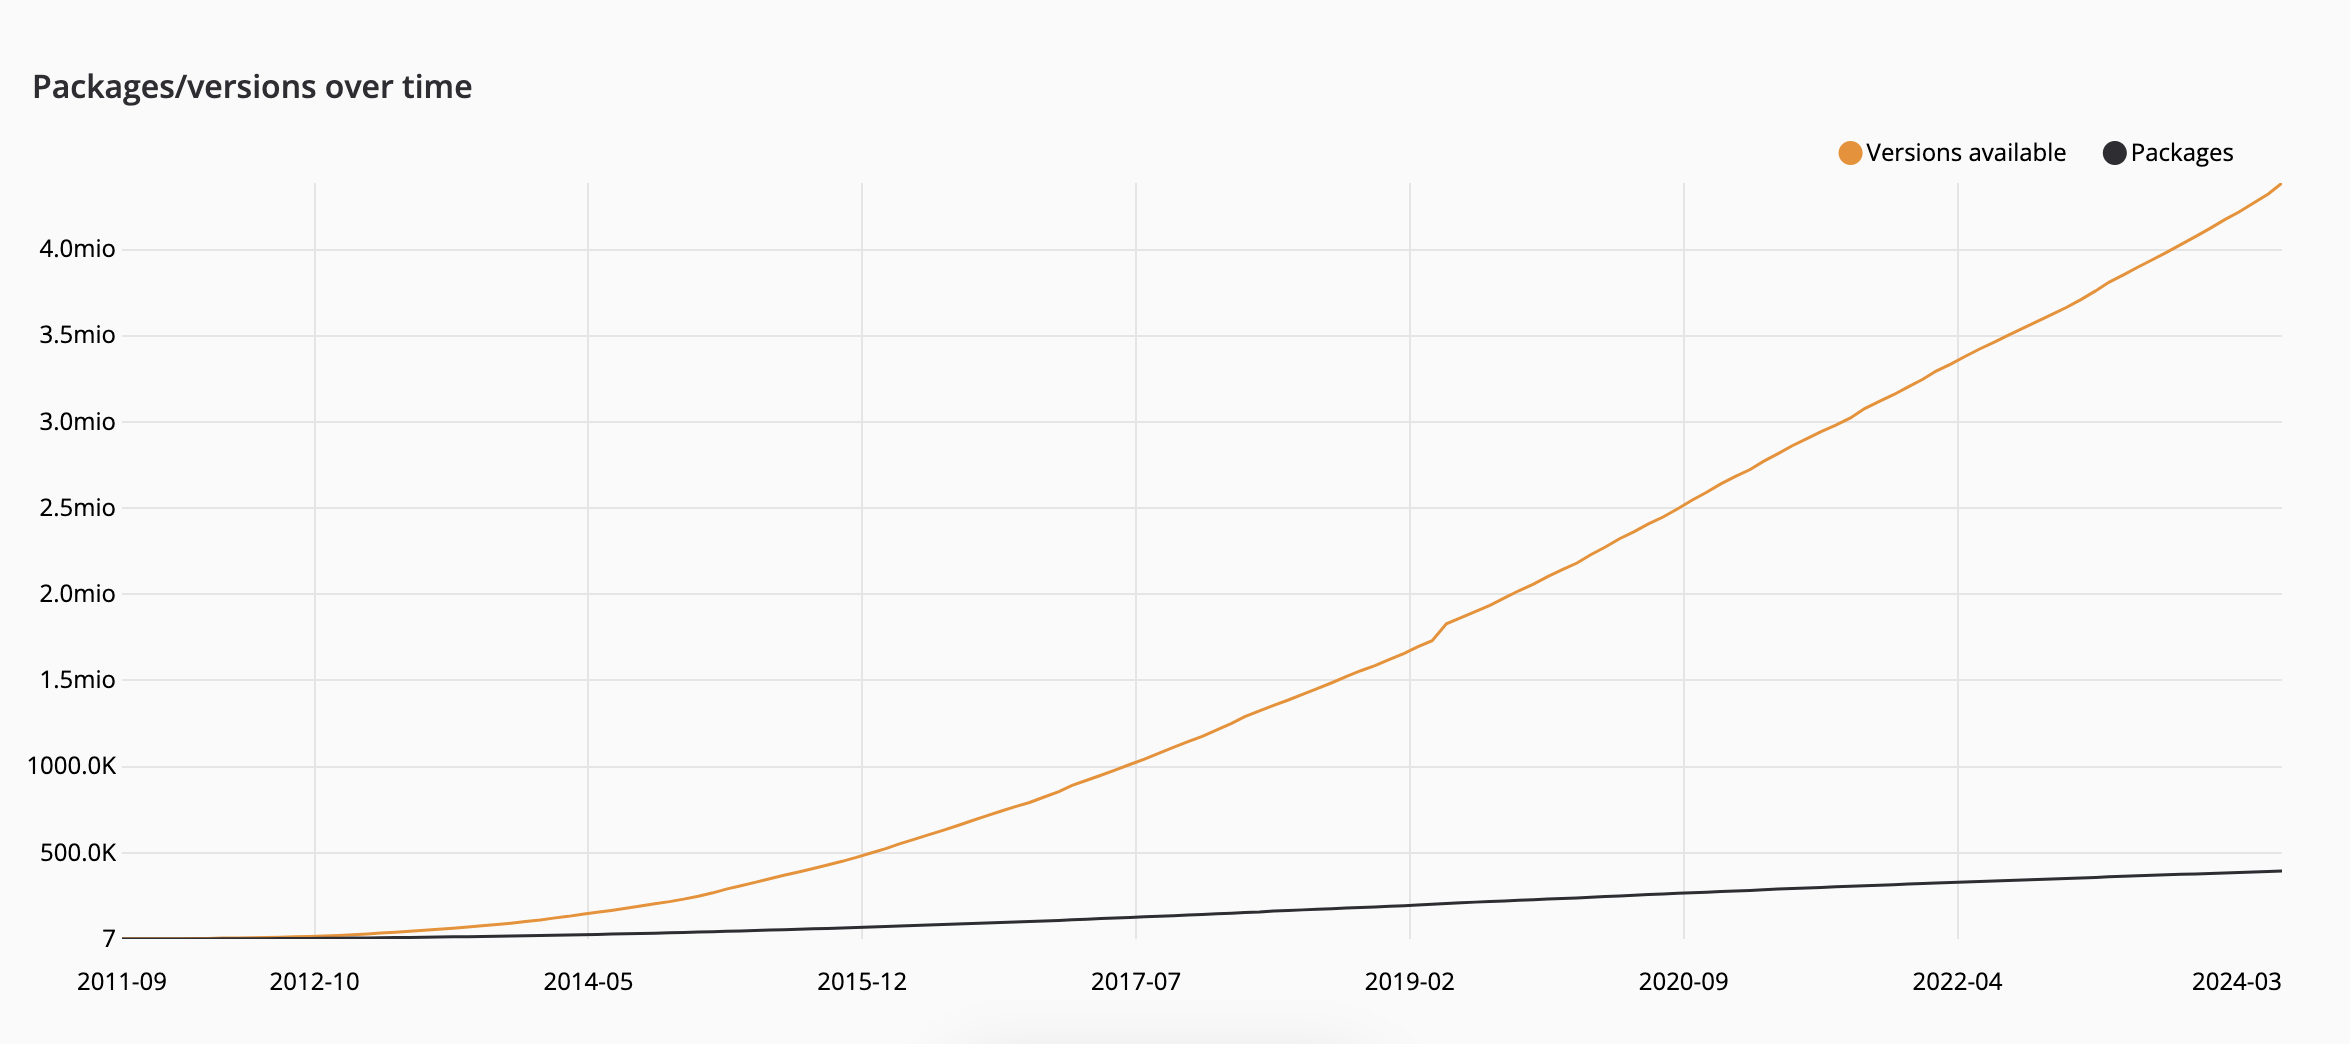 Packages/versions over time
Versions available Packages
4.0mio
3.5mio
3.0mio
2.5mio
2.0mio
1.5mio
1000.0K
500.0K
7
2011-09 2012-10 2014-05 2015-12 2017-07 2019-02 2020-09 2022-04 2024-03